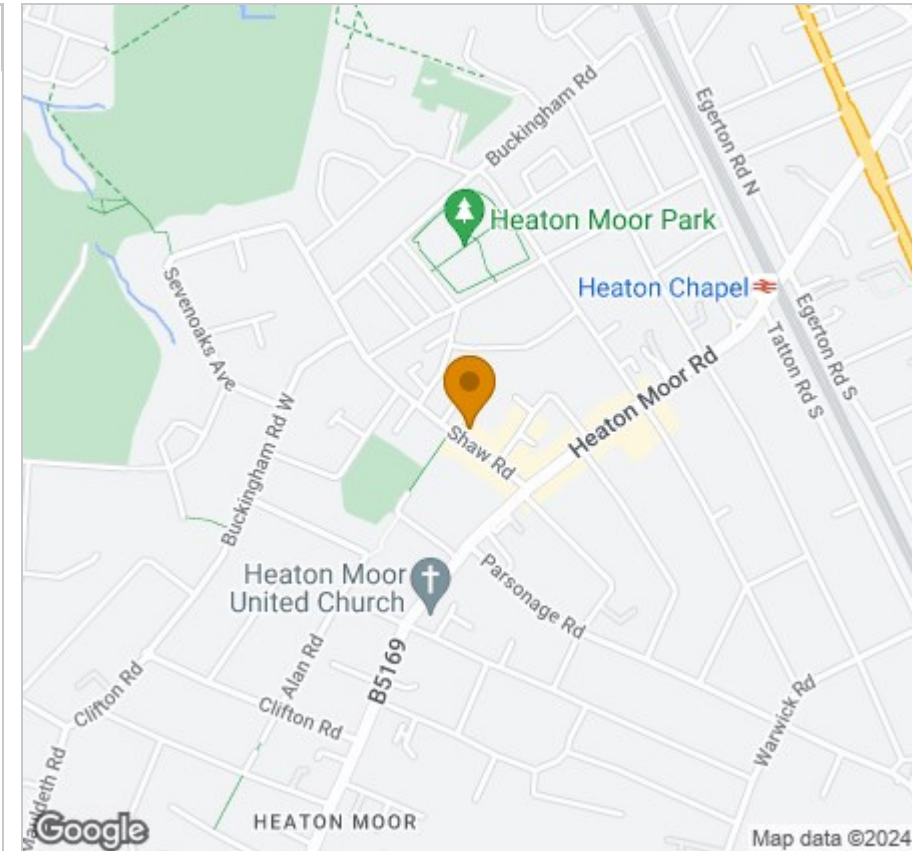 Buckingham Rd
Egerton Rd N
Heaton Moor Park
Heaton Chapel
Sevenoaks Ave
Egerton Rd S
Tatton Rd S
Heaton Moor Rd
Shaw Rd
Buckingham Rd W
Heaton Moor
United Church
Parsonage Rd
Alan Rd
B5169
Clifton Rd
Clifton Rd
Warwick Rd
Mauldeth Rd
HEATON MOOR
Google
Map data ©2024